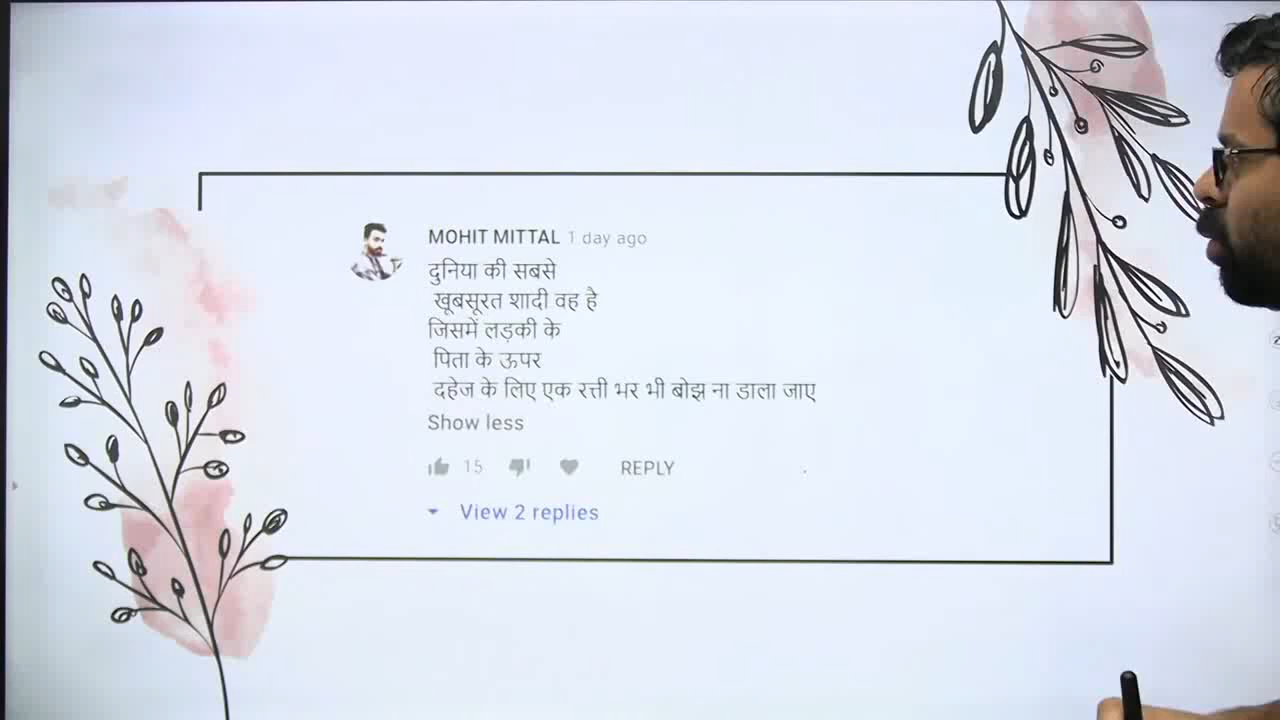 MOHIT MITTAL 1 day ago
दुनिया की सबसे
खूबसूरत शादी वह है
जिसमें लड़की के
पिता के ऊपर
दहेज के लिए एक रत्ती भर भी बोझ ना डाला जाए
Show less
15 REPLY
View 2 replies